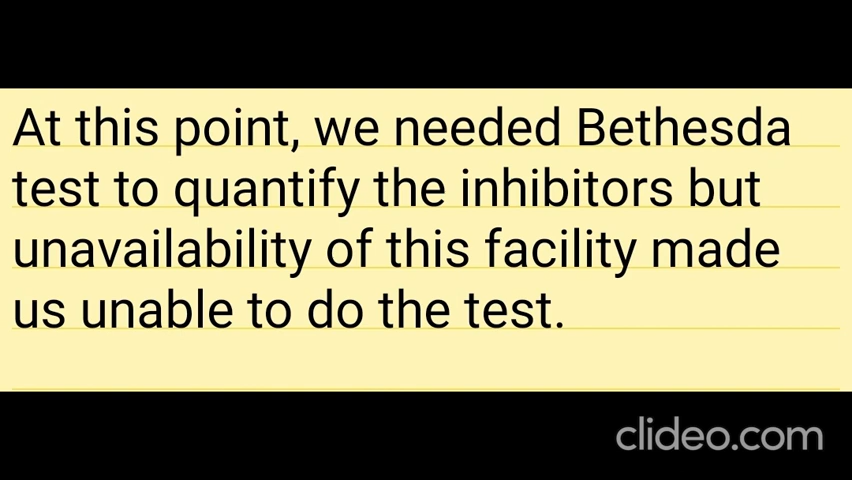 At this point, we needed Bethesda
test to quantify the inhibitors but
unavailability of this facility made
us unable to do the test.
clideo.com